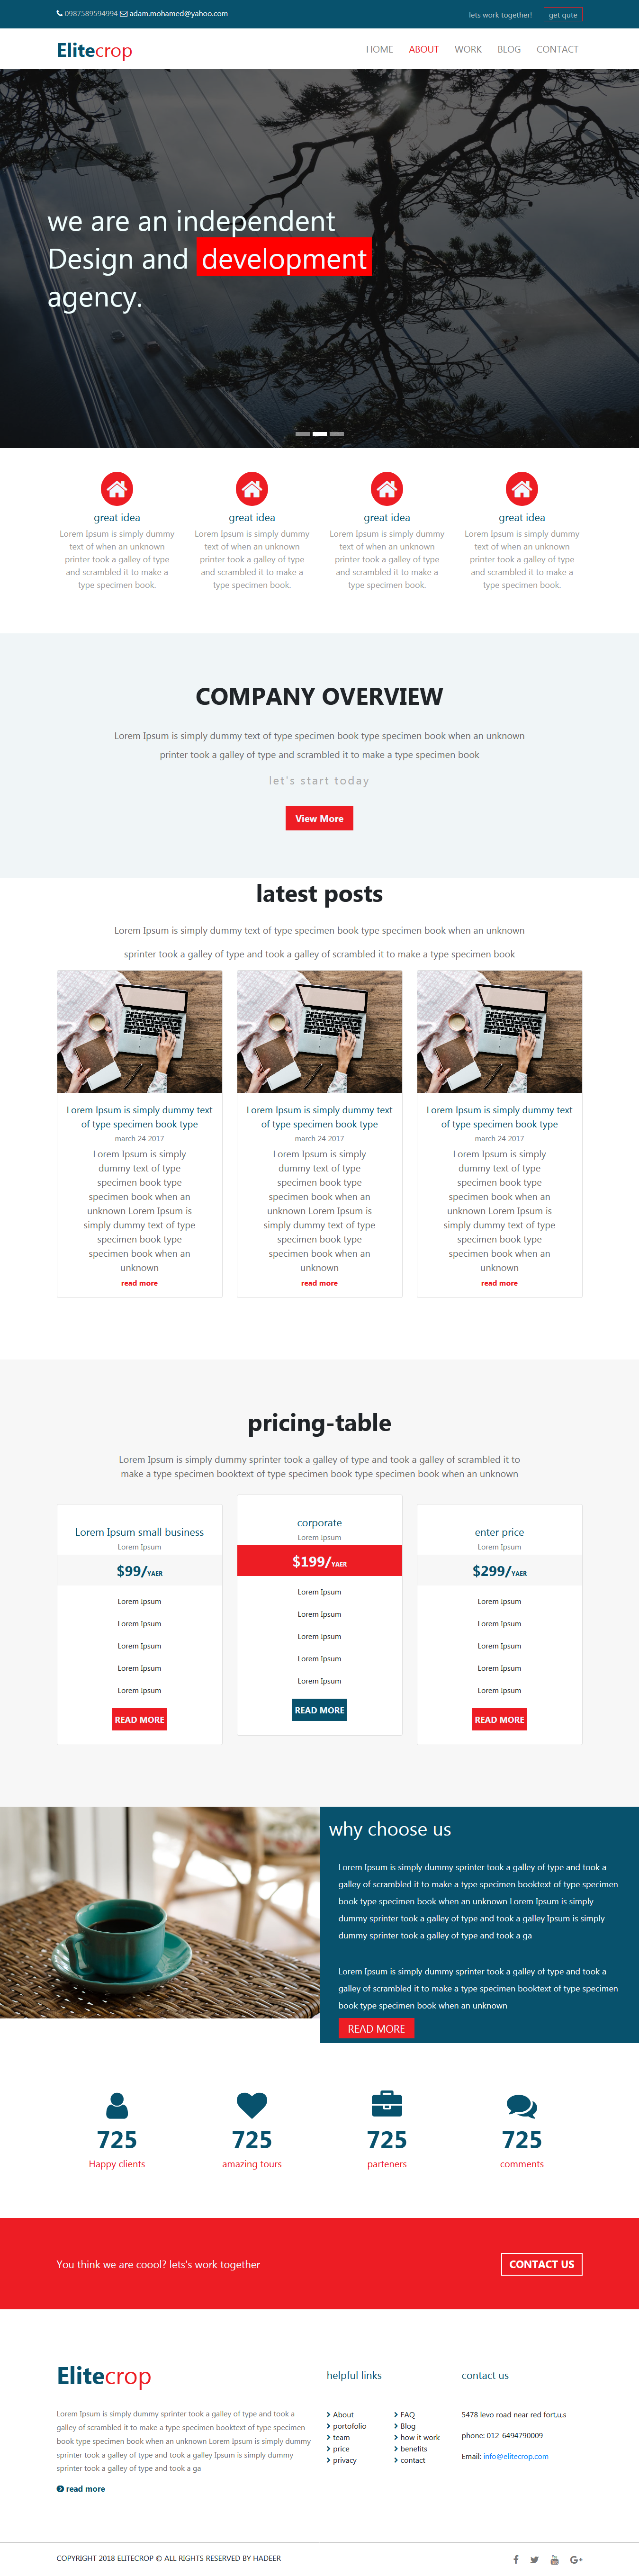 0987589594994 adam.mohamed@yahoo.com
lets work together! get qute
Elitecrop
HOME ABOUT WORK BLOG CONTACT
we are an independent
Design and development
agency.
great idea
Lorem Ipsum is simply dummy
text of when an unknown
printer took a galley of type
and scrambled it to make a
type specimen book.
great idea
Lorem Ipsum is simply dummy
text of when an unknown
printer took a galley of type
and scrambled it to make a
type specimen book.
great idea
Lorem Ipsum is simply dummy
text of when an unknown
printer took a galley of type
and scrambled it to make a
type specimen book.
great idea
Lorem Ipsum is simply dummy
text of when an unknown
printer took a galley of type
and scrambled it to make a
type specimen book.
COMPANY OVERVIEW
Lorem Ipsum is simply dummy text of type specimen book type specimen book when an unknown
printer took a galley of type and scrambled it to make a type specimen book
let's start today
View More
latest posts
Lorem Ipsum is simply dummy text of type specimen book type specimen book when an unknown
sprinter took a galley of type and took a galley of scrambled it to make a type specimen book
Lorem Ipsum is simply dummy text
of type specimen book type
march 24 2017
Lorem Ipsum is simply
dummy text of type
specimen book type
specimen book when an
unknown Lorem Ipsum is
simply dummy text of type
specimen book type
specimen book when an
unknown
read more
Lorem Ipsum is simply dummy text
of type specimen book type
march 24 2017
Lorem Ipsum is simply
dummy text of type
specimen book type
specimen book when an
unknown Lorem Ipsum is
simply dummy text of type
specimen book type
specimen book when an
unknown
read more
Lorem Ipsum is simply dummy text
of type specimen book type
march 24 2017
Lorem Ipsum is simply
dummy text of type
specimen book type
specimen book when an
unknown Lorem Ipsum is
simply dummy text of type
specimen book type
specimen book when an
unknown
read more
pricing-table
Lorem Ipsum is simply dummy sprinter took a galley of type and took a galley of scrambled it to
make a type specimen booktext of type specimen book type specimen book when an unknown
Lorem Ipsum small business
Lorem Ipsum
$99/YAER
Lorem Ipsum
Lorem Ipsum
Lorem Ipsum
Lorem Ipsum
Lorem Ipsum
READ MORE
corporate
Lorem Ipsum
$199/YAER
Lorem Ipsum
Lorem Ipsum
Lorem Ipsum
Lorem Ipsum
Lorem Ipsum
READ MORE
enter price
Lorem Ipsum
$299/YAER
Lorem Ipsum
Lorem Ipsum
Lorem Ipsum
Lorem Ipsum
Lorem Ipsum
READ MORE
why choose us
Lorem Ipsum is simply dummy sprinter took a galley of type and took a
galley of scrambled it to make a type specimen booktext of type specimen
book type specimen book when an unknown Lorem Ipsum is simply
dummy sprinter took a galley of type and took a galley Ipsum is simply
dummy sprinter took a galley of type and took a ga
Lorem Ipsum is simply dummy sprinter took a galley of type and took a
galley of scrambled it to make a type specimen booktext of type specimen
book type specimen book when an unknown
READ MORE
725
Happy clients
725
amazing tours
725
parteners
725
comments
You think we are coool? lets's work together
CONTACT US
Elitecrop
Lorem Ipsum is simply dummy sprinter took a galley of type and took a
galley of scrambled it to make a type specimen booktext of type specimen
book type specimen book when an unknown Lorem Ipsum is simply dummy
sprinter took a galley of type and took a galley Ipsum is simply dummy
sprinter took a galley of type and took a ga
read more
helpful links
About
portofolio
team
price
privacy
FAQ
Blog
how it work
benefits
contact
contact us
5478 levo road near red fort,u,s
phone: 012-6494790009
Email: info@elitecrop.com
COPYRIGHT 2018 ELITECROP © ALL RIGHTS RESERVED BY HADEER